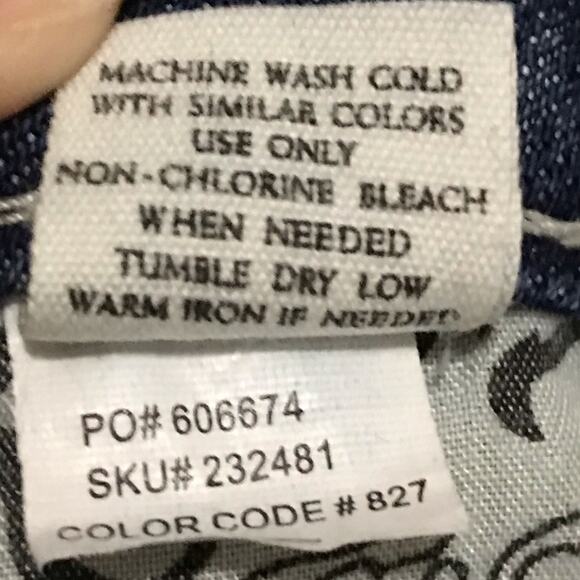 MACHINE WASH COLD
WITH SIMILAR COLORS
USE ONLY
NON-CHLORINE BLEACH
WHEN NEEDED
TUMBLE DRY LOW
WARM IRON IF NEEDED
PO# 606674
SKU# 232481
COLOR CODE # 827